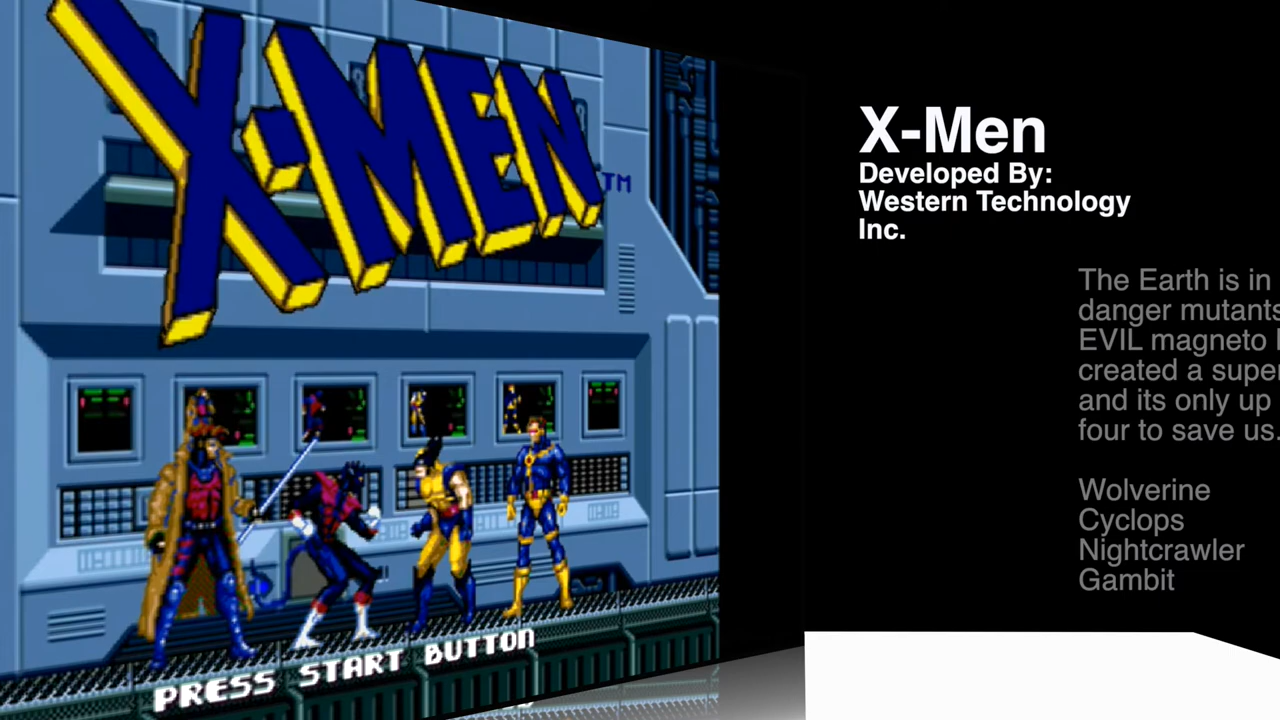 X-MEN
TM
PRESS START BUTTON
X-Men
Developed By:
Western Technology
Inc.
The Earth is in
danger mutants
EVIL magneto
created a super
and its only up
four to save us.
Wolverine
Cyclops
Nightcrawler
Gambit